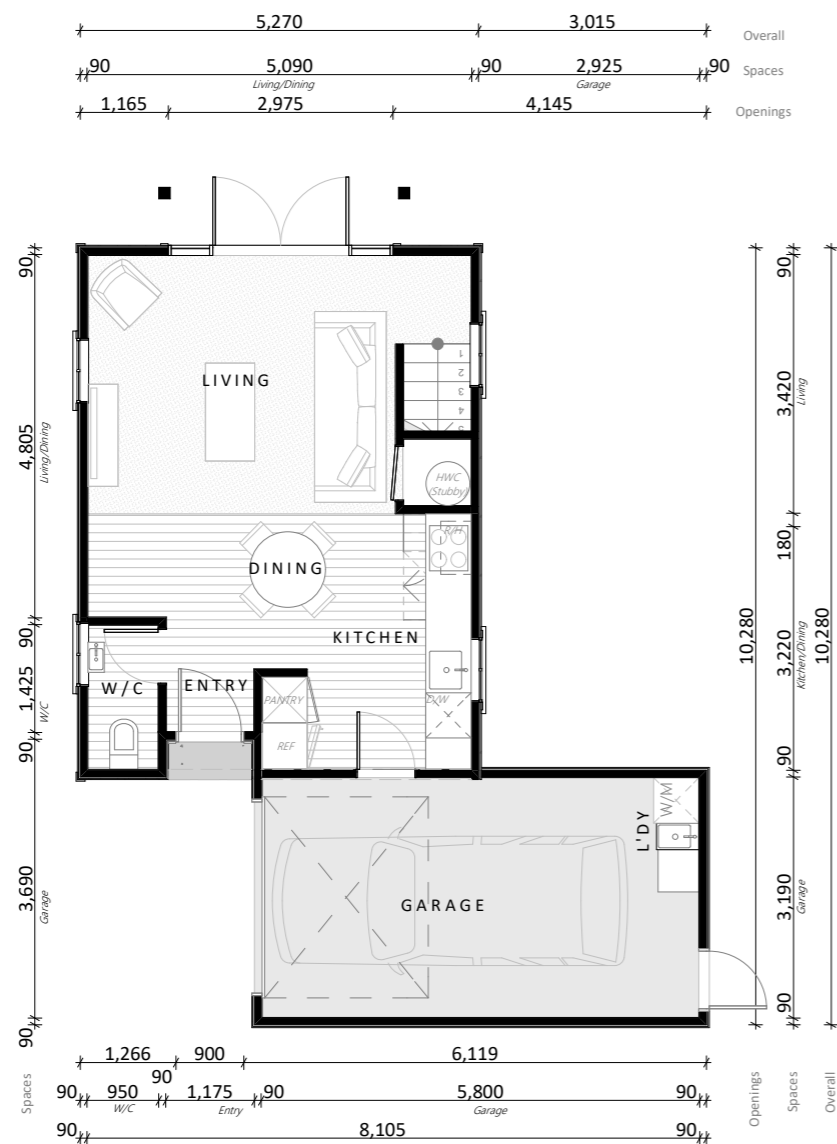 5,270 3,015 Overall
90 5,090 90 2,925 90 Spaces
Living/Dining Garage
1,165 2,975 4,145 Openings
90
4,805
Living/Dining
90
1,425
W/C
90
3,690
Garage
90
Spaces
LIVING
1
2
3
4
5
HWC
(Stubby)
R/H
DINING
KITCHEN
W/C
ENTRY
PANTRY
REF
D/W
W/M
L'DY
GARAGE
10,280
90
3,420
Living
180
3,220
Kitchen/Dining
90
3,190
Garage
90
10,280
Openings
Spaces
Overall
1,266 900 6,119
90
90 950 1,175 90 5,800 90
W/C Entry Garage
90 8,105 90